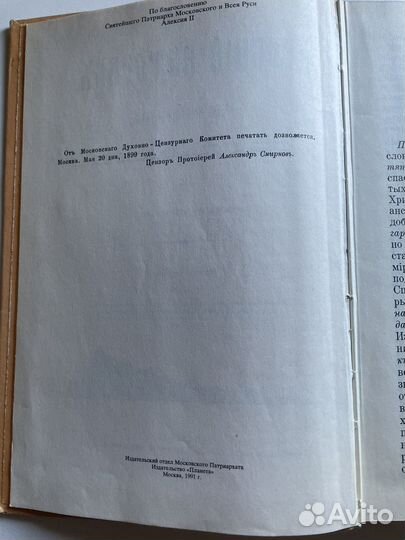 По благословению
Святейшего Патриарха Московского и Всея Руси
Алексия II
Отъ Московскаго Духовно-Цензурнаго Комитета печатать дозволяется.
Москва. Мая 20 дня, 1899 года.
Цензоръ Протоіерей Александръ Смирновъ.
Издательский отдел Московского Патриархата
Издательство «Планета»
Москва, 1991 г.
Avito